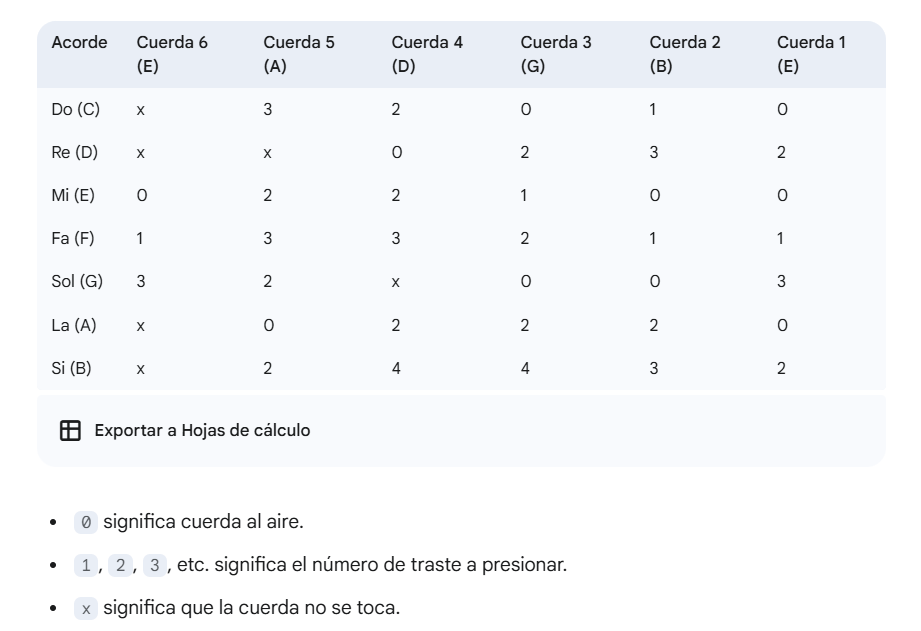 Acorde Cuerda 6 Cuerda 5 Cuerda 4 Cuerda 3 Cuerda 2 Cuerda 1
(E) (A) (D) (G) (B) (E)
Do (C) x 3 2 0 1 0
Re (D) x x 0 2 3 2
Mi (E) 0 2 2 1 0 0
Fa (F) 1 3 3 2 1 1
Sol (G) 3 2 x 0 0 3
La (A) x 0 2 2 2 0
Si (B) x 2 4 4 3 2
Exportar a Hojas de cálculo
• 0 significa cuerda al aire.
• 1, 2, 3, etc. significa el número de traste a presionar.
• x significa que la cuerda no se toca.